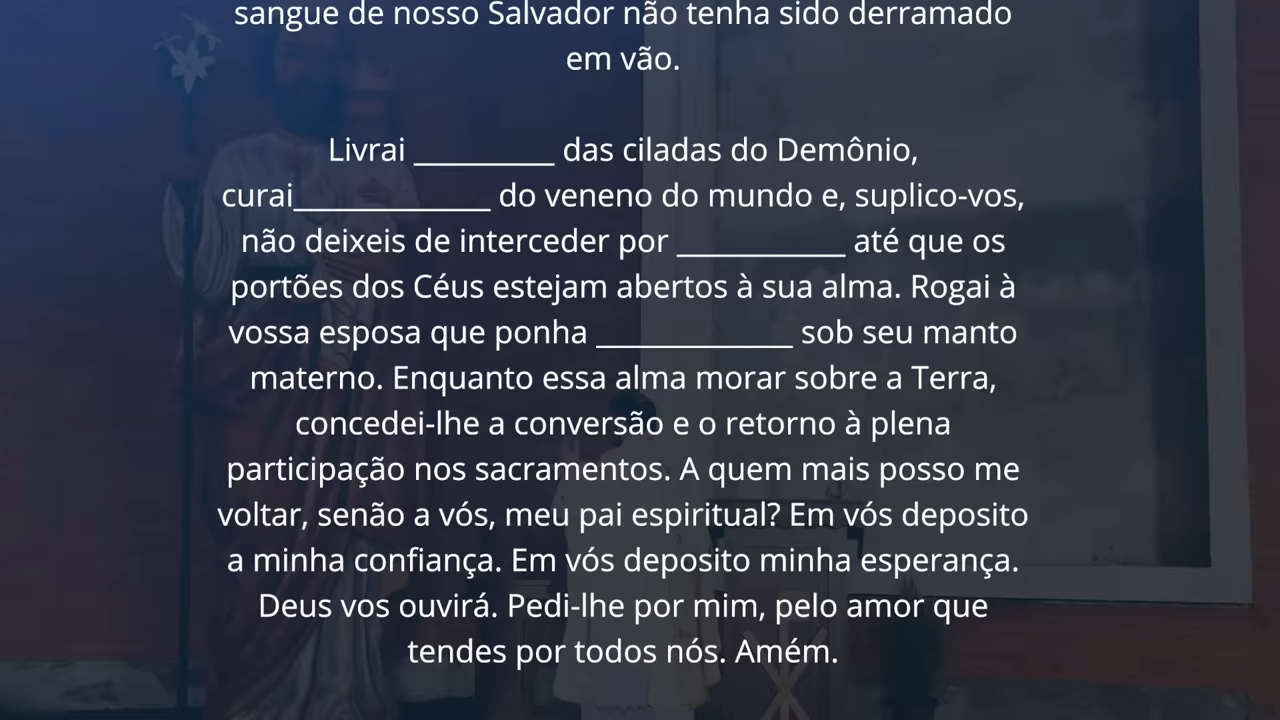 sangue de nosso Salvador não tenha sido derramado
em vão.
Livrai __________ das ciladas do Demônio,
curai______________ do veneno do mundo e, suplico-vos,
não deixeis de interceder por ____________ até que os
portões dos Céus estejam abertos à sua alma. Rogai à
vossa esposa que ponha ______________ sob seu manto
materno. Enquanto essa alma morar sobre a Terra,
concedei-lhe a conversão e o retorno à plena
participação nos sacramentos. A quem mais posso me
voltar, senão a vós, meu pai espiritual? Em vós deposito
a minha confiança. Em vós deposito minha esperança.
Deus vos ouvirá. Pedi-lhe por mim, pelo amor que
tendes por todos nós. Amém.